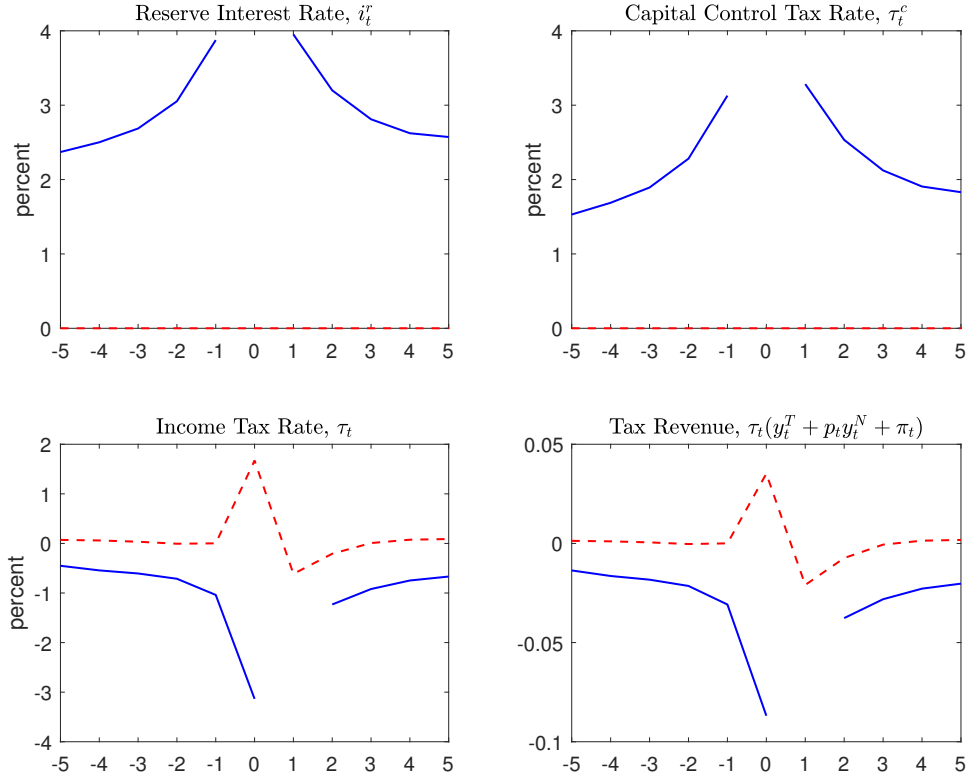 Reserve Interest Rate, $i_t^r$
4
3
2
1
0
percent
-5 -4 -3 -2 -1 0 1 2 3 4 5
Capital Control Tax Rate, $\tau_t^c$
4
3
2
1
0
percent
-5 -4 -3 -2 -1 0 1 2 3 4 5
Income Tax Rate, $\tau_t$
2
1
0
-1
-2
-3
-4
percent
-5 -4 -3 -2 -1 0 1 2 3 4 5
Tax Revenue, $\tau_t(y_t^T + p_t y_t^N + \pi_t)$
0.05
0
-0.05
-0.1
-5 -4 -3 -2 -1 0 1 2 3 4 5